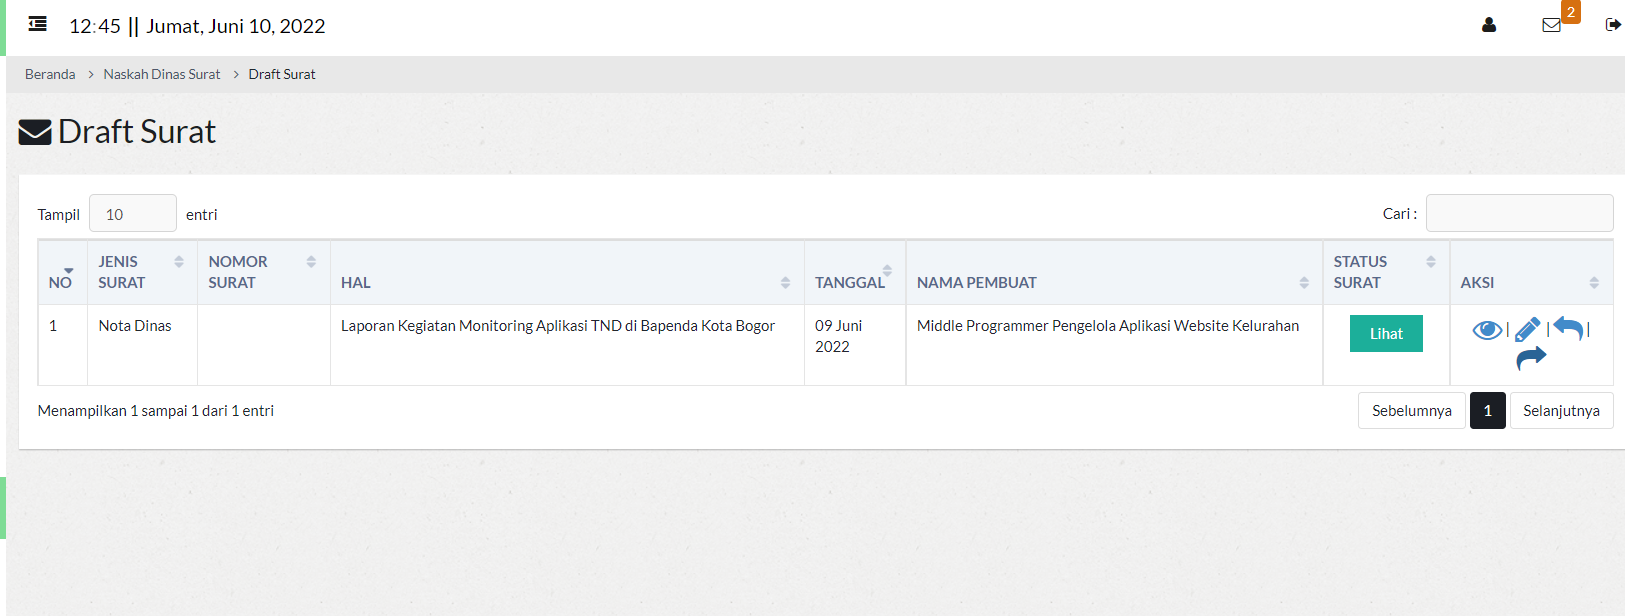 12:45 || Jumat, Juni 10, 2022
2
Beranda > Naskah Dinas Surat > Draft Surat
Draft Surat
Tampil 10 entri
Cari :
NO
JENIS SURAT
NOMOR SURAT
HAL
TANGGAL
NAMA PEMBUAT
STATUS SURAT
AKSI
1
Nota Dinas
Laporan Kegiatan Monitoring Aplikasi TND di Bapenda Kota Bogor
09 Juni
2022
Middle Programmer Pengelola Aplikasi Website Kelurahan
Lihat
| | |
Menampilkan 1 sampai 1 dari 1 entri
Sebelumnya 1 Selanjutnya